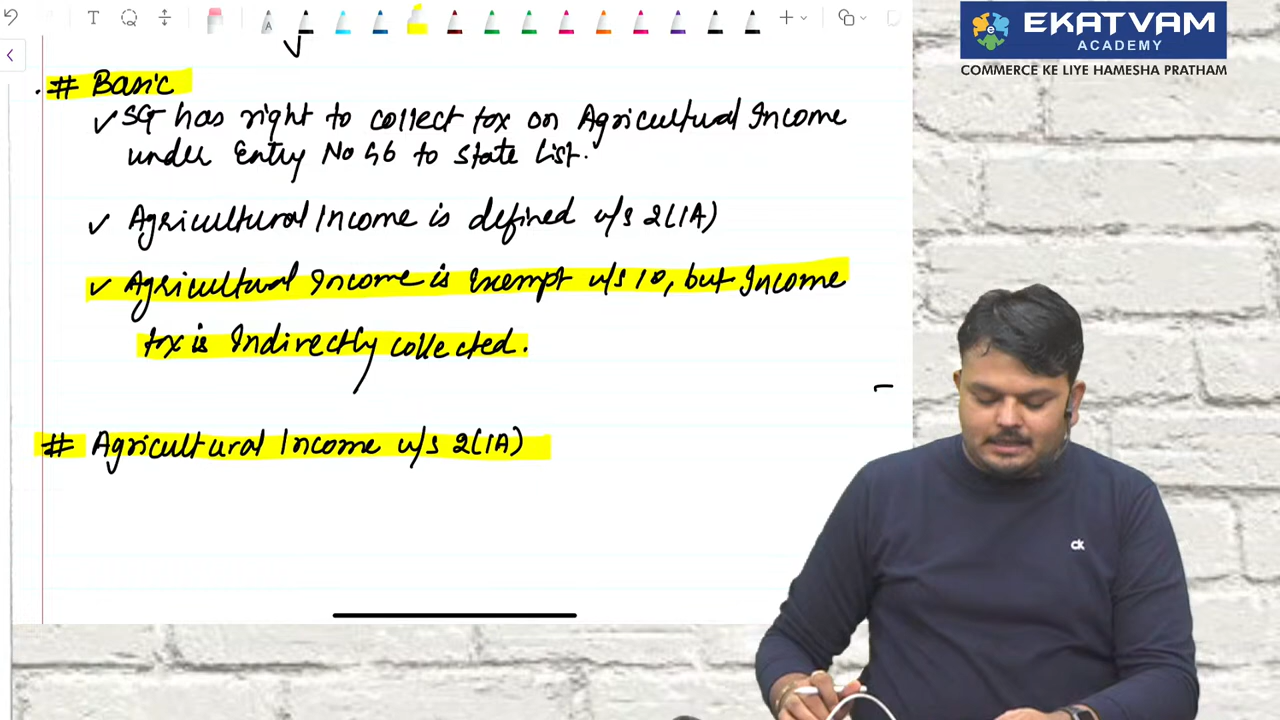 EKATVAM
ACADEMY
COMMERCE KE LIYE HAMESHA PRATHAM
# Basic
✓ SG has right to collect tax on Agricultural Income
under Entry No 46 to State List.
✓ Agricultural Income is defined u/s 2(1A)
✓ Agricultural Income is Exempt u/s 10, but Income
tax is Indirectly collected.
# Agricultural Income u/s 2(1A)
ck